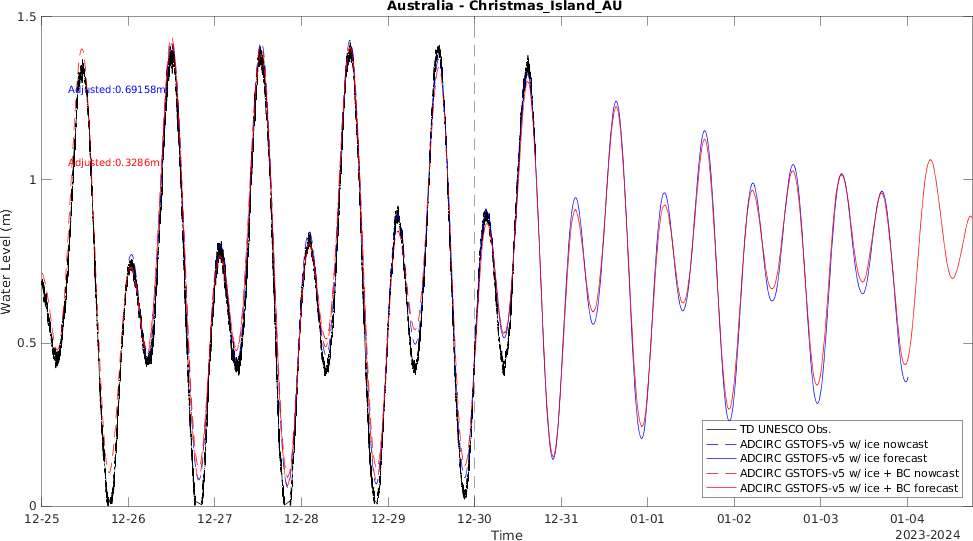 Australia - Christmas_Island_AU
1.5
Adjusted:0.69158m
Adjusted:0.3286m
1
Water Level (m)
0.5
0
TD UNESCO Obs.
ADCIRC GSTOFS-v5 w/ ice nowcast
ADCIRC GSTOFS-v5 w/ ice forecast
ADCIRC GSTOFS-v5 w/ ice + BC nowcast
ADCIRC GSTOFS-v5 w/ ice + BC forecast
12-25 12-26 12-27 12-28 12-29 12-30 12-31 01-01 01-02 01-03 01-04
Time
2023-2024